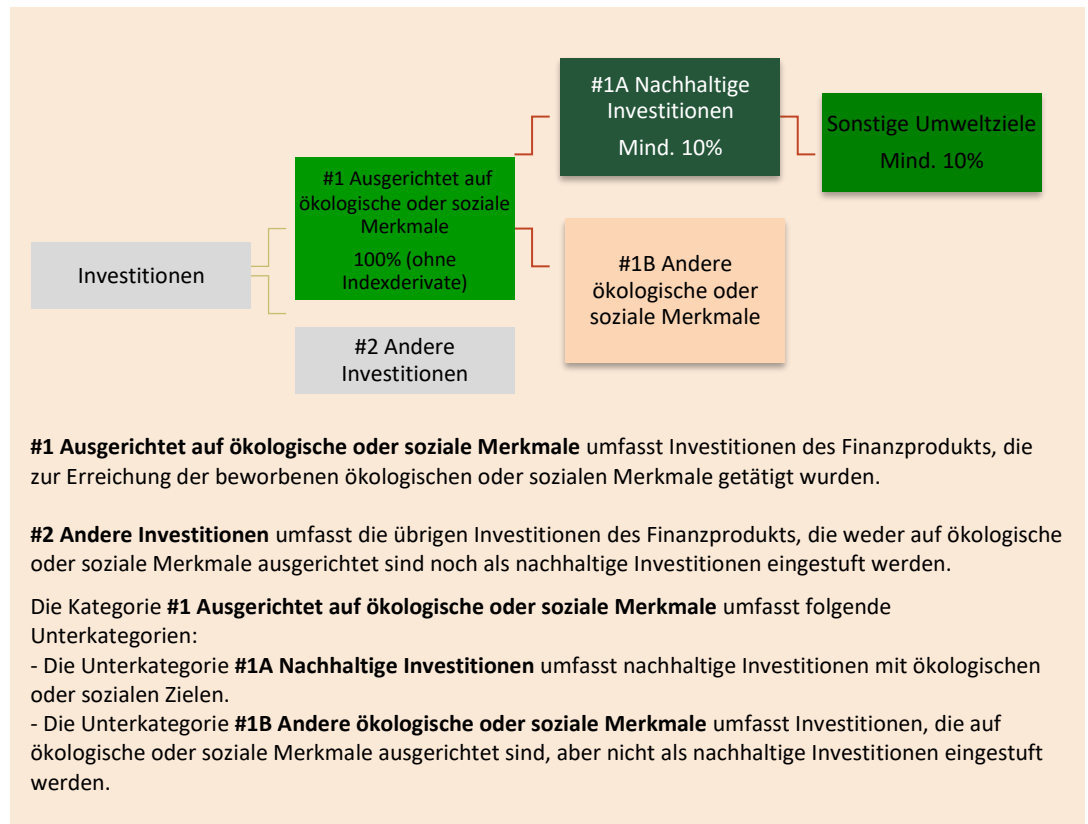 #1A Nachhaltige
Investitionen
Mind. 10%
Sonstige Umweltziele
Mind. 10%
#1 Ausgerichtet auf
ökologische oder soziale
Merkmale
100% (ohne
Indexderivate)
Investitionen
#1B Andere
ökologische oder
soziale Merkmale
#2 Andere
Investitionen
#1 Ausgerichtet auf ökologische oder soziale Merkmale umfasst Investitionen des Finanzprodukts, die
zur Erreichung der beworbenen ökologischen oder sozialen Merkmale getätigt wurden.
#2 Andere Investitionen umfasst die übrigen Investitionen des Finanzprodukts, die weder auf ökologische
oder soziale Merkmale ausgerichtet sind noch als nachhaltige Investitionen eingestuft werden.
Die Kategorie #1 Ausgerichtet auf ökologische oder soziale Merkmale umfasst folgende
Unterkategorien:
- Die Unterkategorie #1A Nachhaltige Investitionen umfasst nachhaltige Investitionen mit ökologischen
oder sozialen Zielen.
- Die Unterkategorie #1B Andere ökologische oder soziale Merkmale umfasst Investitionen, die auf
ökologische oder soziale Merkmale ausgerichtet sind, aber nicht als nachhaltige Investitionen eingestuft
werden.